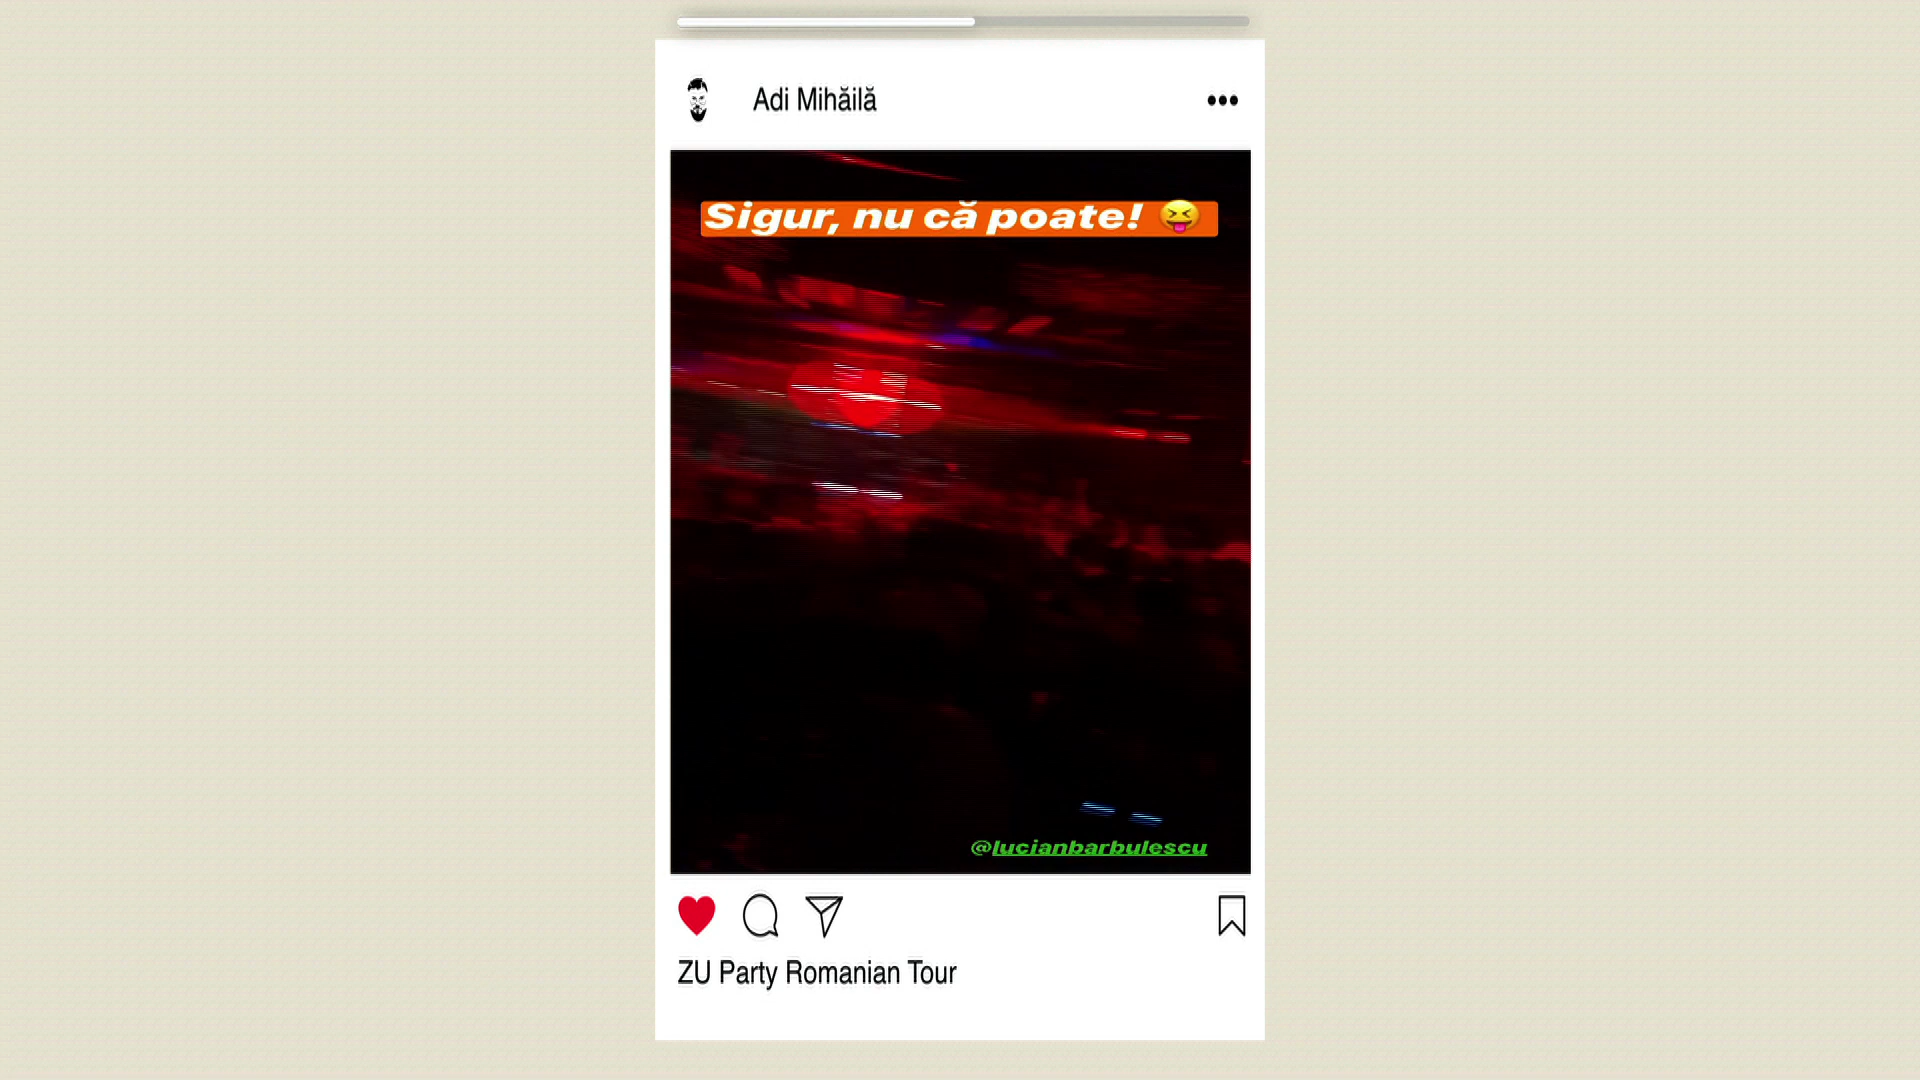 Adi Mihăilă
Sigur, nu că poate! 😝
@lucianbarbulescu
ZU Party Romanian Tour